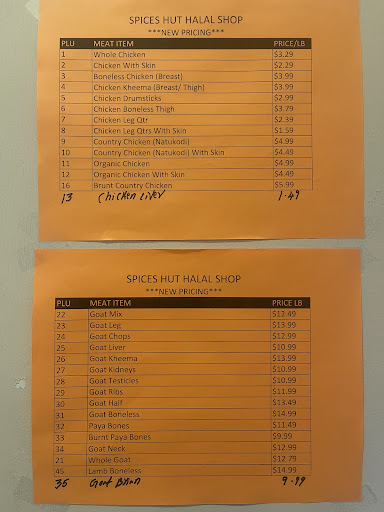 SPICES HUT HALAL SHOP
***NEW PRICING***
PLU MEAT ITEM PRICE/LB
1 Whole Chicken $3.29
2 Chicken With Skin $2.29
3 Boneless Chicken (Breast) $3.99
4 Chicken Kheema (Breast/ Thigh) $3.99
5 Chicken Drumsticks $2.99
6 Chicken Boneless Thigh $3.79
7 Chicken Leg Qtr $2.39
8 Chicken Leg Qtrs With Skin $1.59
9 Country Chicken (Natukodi) $4.99
10 Country Chicken (Natukodi) With Skin $4.49
11 Organic Chicken $4.99
12 Organic Chicken With Skin $4.49
16 Brunt Country Chicken $5.99
13 Chicken Liver 1.49
SPICES HUT HALAL SHOP
***NEW PRICING***
PLU MEAT ITEM PRICE LB
22 Goat Mix $12.49
23 Goat Leg $13.99
24 Goat Chops $12.99
25 Goat Liver $10.99
26 Goat Kheema $13.99
27 Goat Kidneys $10.99
28 Goat Testicles $10.99
29 Goat Ribs $11.99
30 Goat Half $13.49
31 Goat Boneless $14.99
32 Paya Bones $11.49
33 Burnt Paya Bones $9.99
34 Goat Neck $12.99
21 Whole Goat $12.79
45 Lamb Boneless $14.99
35 Goat 9.99